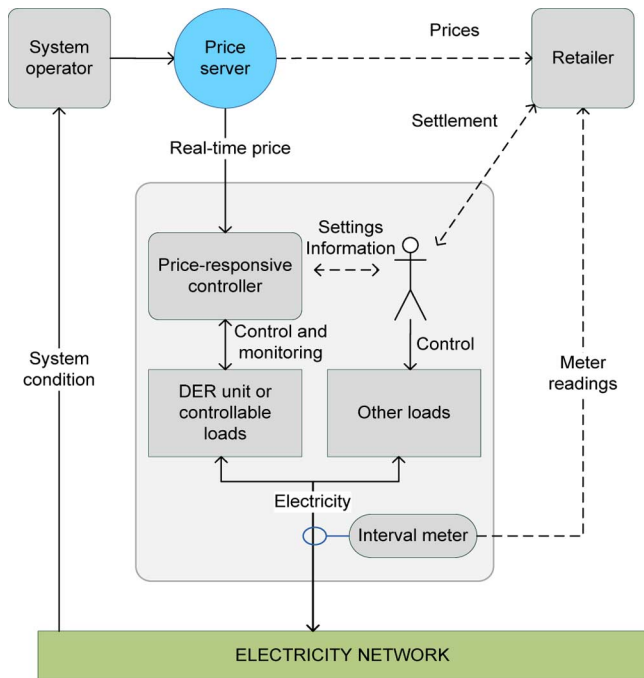 System
operator
Price
server
Prices
Retailer
Settlement
Real-time price
Settings
Information
Price-responsive
controller
Control and
monitoring
Control
System
condition
Meter
readings
DER unit or
controllable
loads
Other loads
Electricity
Interval meter
ELECTRICITY NETWORK